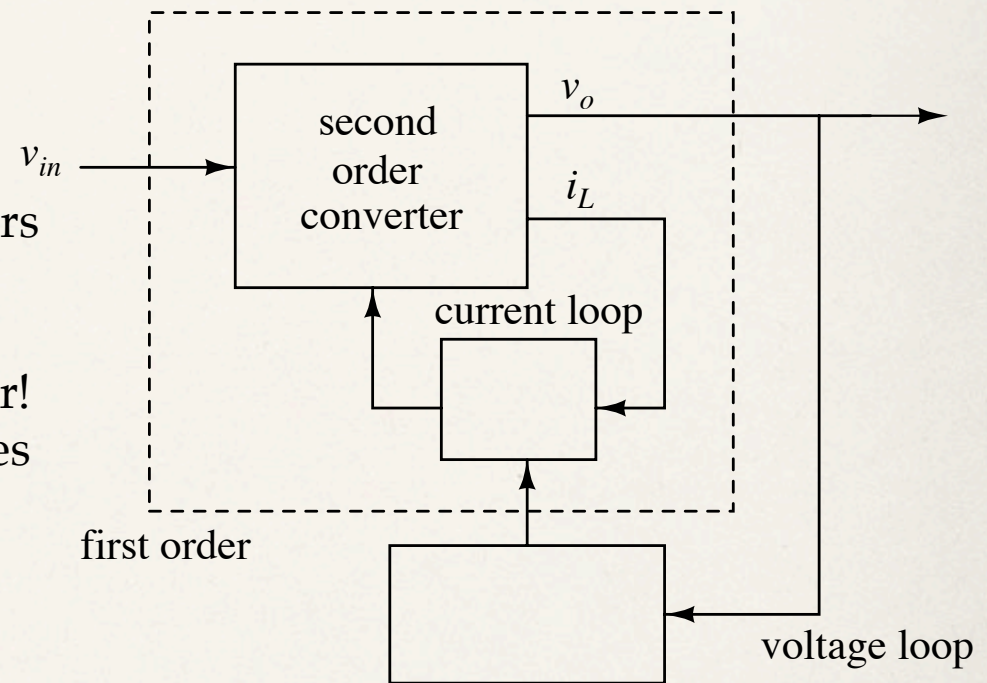 v_o
second
order
converter
v_in
i_L
rs
current loop
r!
es
first order
voltage loop